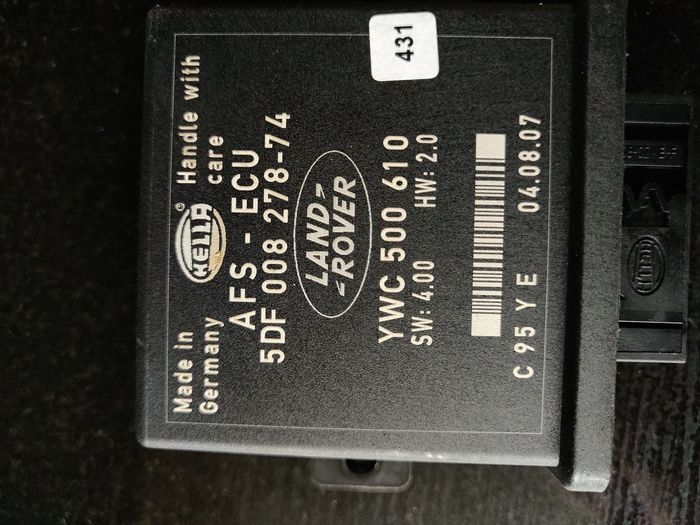 431
Made in
Germany
HELLA ®
Handle with
care
AFS - ECU
5DF 008 278-74
LAND
ROVER
YWC 500 610
SW: 4.00 HW: 2.0
C 95 Y E 04.08.07
HELLA